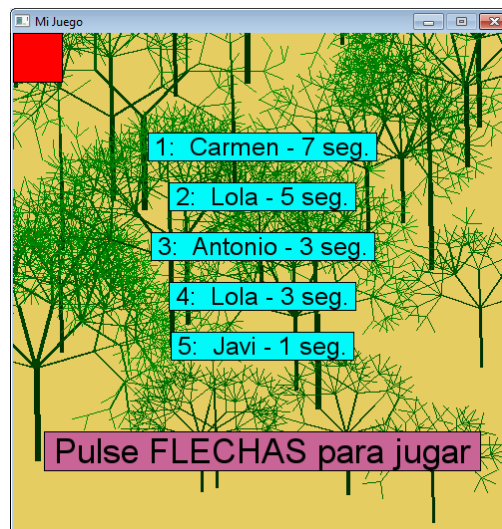 Mi Juego
1: Carmen - 7 seg.
2: Lola - 5 seg.
3: Antonio - 3 seg.
4: Lola - 3 seg.
5: Javi - 1 seg.
Pulse FLECHAS para jugar